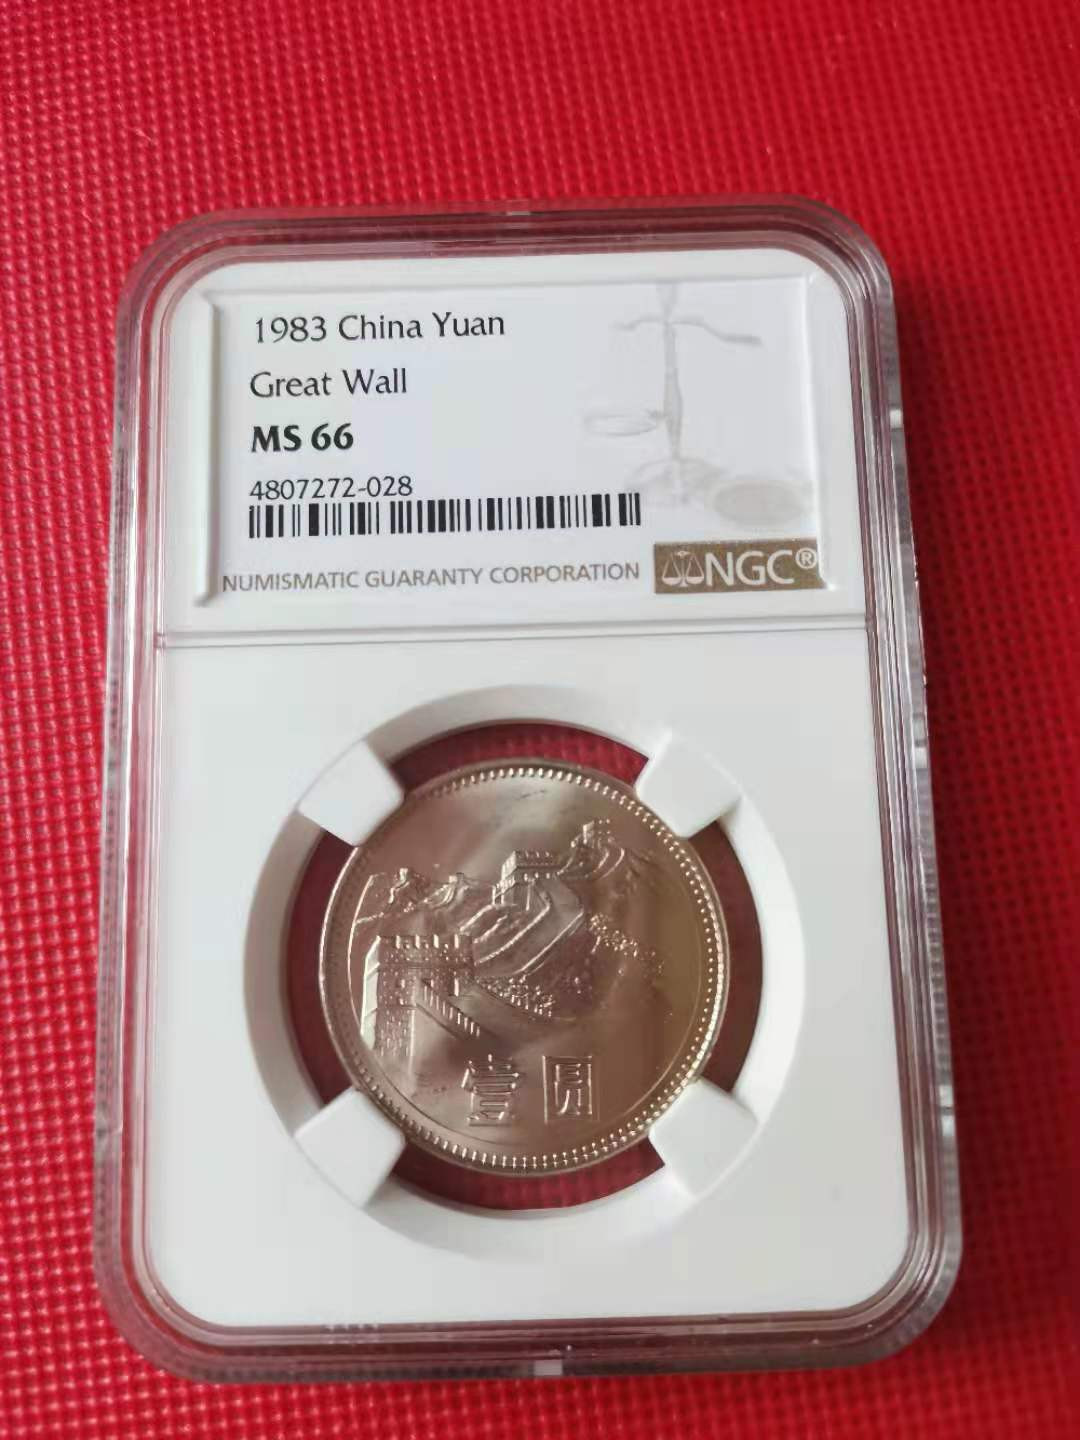 1983 China Yuan
Great Wall
MS 66
4807272-028
NUMISMATIC GUARANTY CORPORATION
NGC®
壹圆